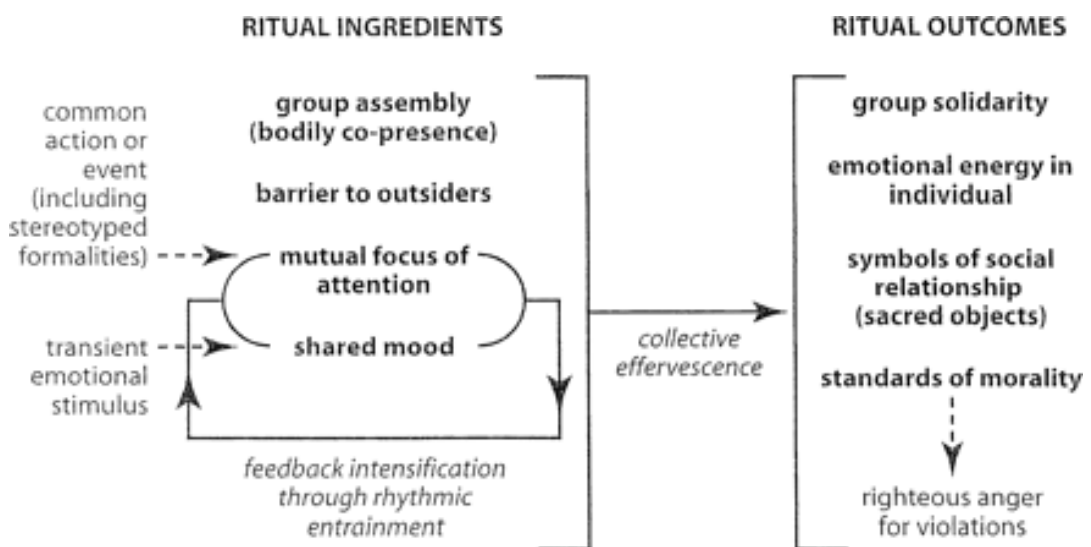 RITUAL INGREDIENTS
RITUAL OUTCOMES
common
action or
event
(including
stereotyped
formalities)
transient
emotional
stimulus
group assembly
(bodily co-presence)
barrier to outsiders
mutual focus of
attention
shared mood
feedback intensification
through rhythmic
entrainment
collective
effervescence
group solidarity
emotional energy in
individual
symbols of social
relationship
(sacred objects)
standards of morality
righteous anger
for violations